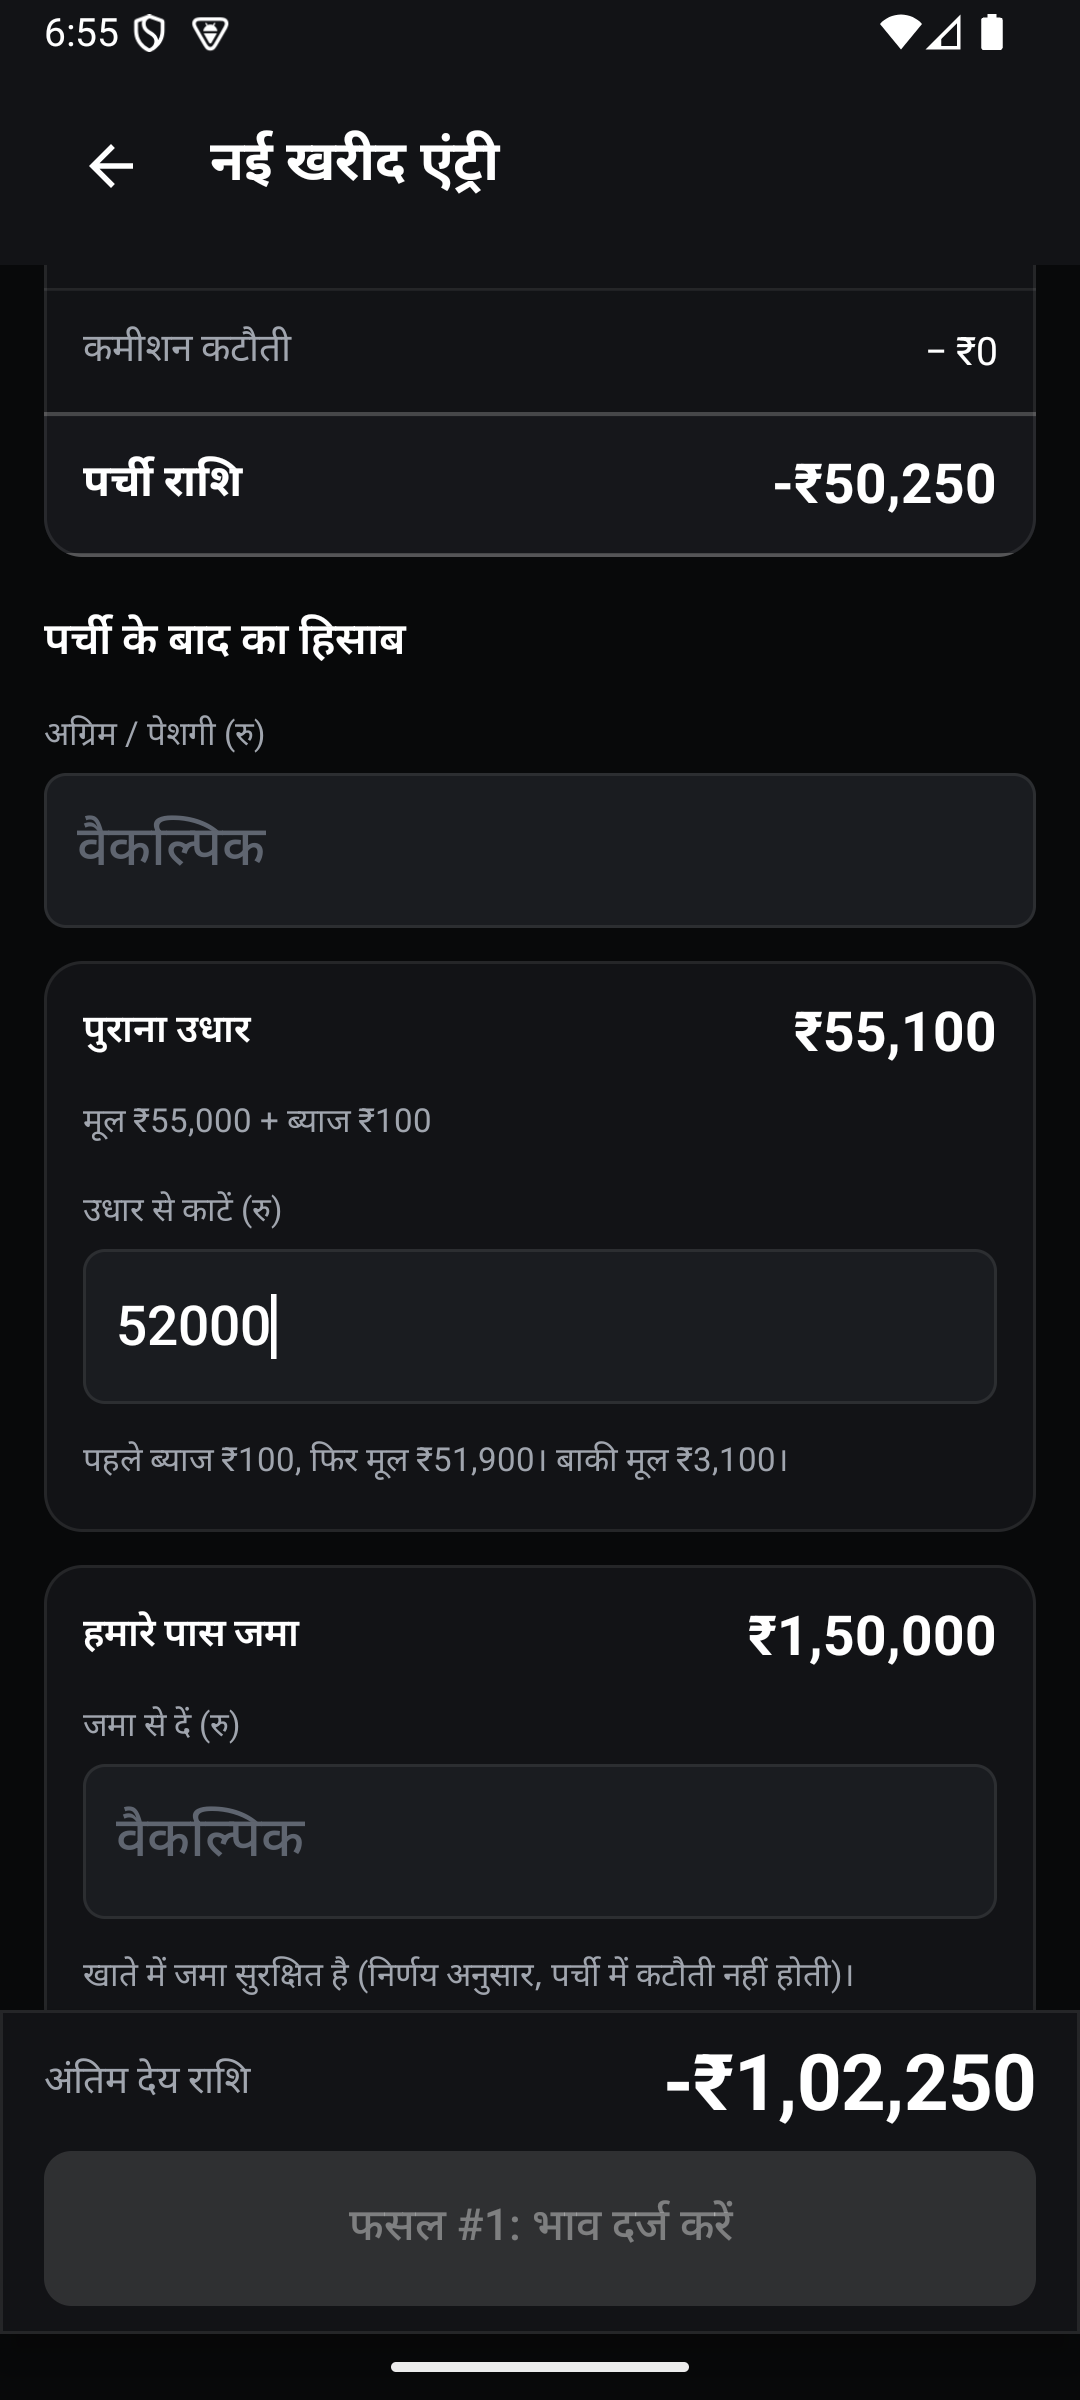 6:55
नई खरीद एंट्री
कमीशन कटौती
– ₹0
पर्ची राशि
-₹50,250
पर्ची के बाद का हिसाब
अग्रिम / पेशगी (रु)
वैकल्पिक
पुराना उधार
₹55,100
मूल ₹55,000 + ब्याज ₹100
उधार से काटें (रु)
52000
पहले ब्याज ₹100, फिर मूल ₹51,900। बाकी मूल ₹3,100।
हमारे पास जमा
₹1,50,000
जमा से दें (रु)
वैकल्पिक
खाते में जमा सुरक्षित है (निर्णय अनुसार, पर्ची में कटौती नहीं होती)।
अंतिम देय राशि
-₹1,02,250
फसल #1: भाव दर्ज करें